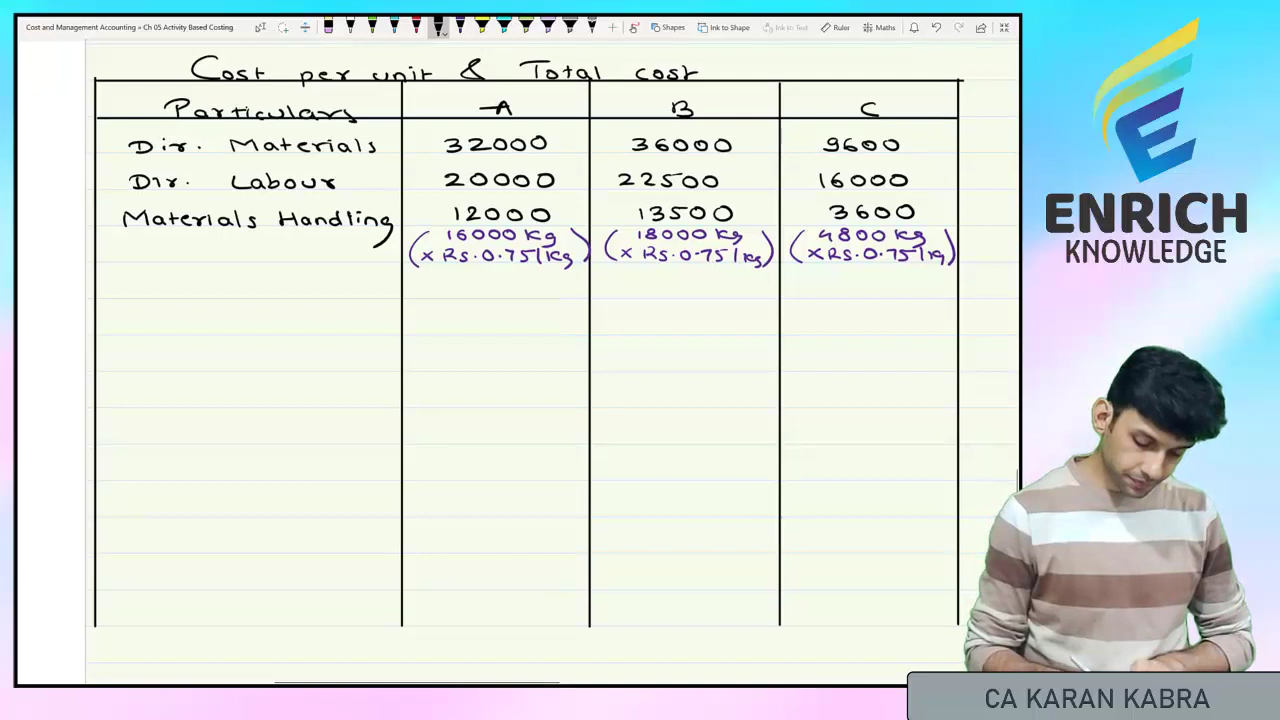 Cost and Management Accounting » Ch 05 Activity Based Costing
Shapes
Ink to Shape
Ink to Text
Ruler
Maths
Cost per unit & Total cost
Particulars A B C
Dir. Materials 32000 36000 9600
Dir. Labour 20000 22500 16000
Materials Handling 12000 13500 3600
(16000 Kg (18000 Kg (4800 Kg
x Rs. 0.75/Kg) x Rs. 0.75/Kg) x Rs. 0.75/Kg)
ENRICH
KNOWLEDGE
CA KARAN KABRA